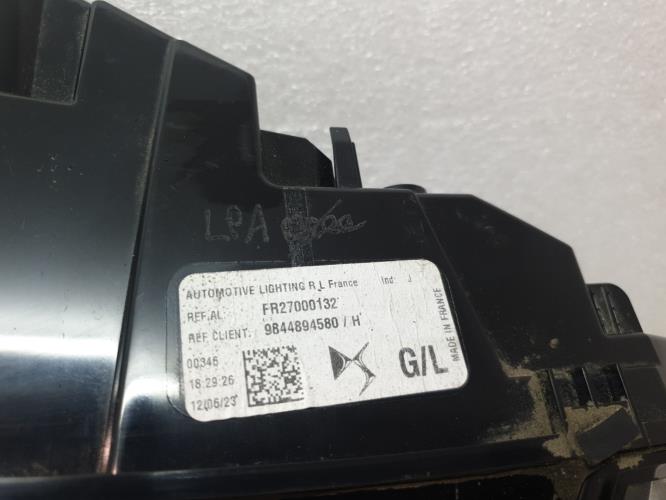 LPA
AUTOMOTIVE LIGHTING R L France Ind: J
REF.AL: FR27000132
REF.CLIENT: 9844894580 / H
00345
18:29:26
12/05/23
G/L
MADE IN FRANCE